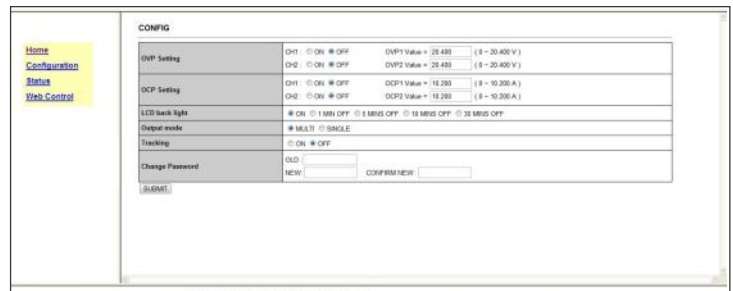 CONFIG
Home
Configuration
Status
Web Control
OVP Setting
CH1 : ON OFF OVP1 Value = 20.400 ( 0 ~ 20.400 V )
CH2 : ON OFF OVP2 Value = 20.400 ( 0 ~ 20.400 V )
OCP Setting
CH1 : ON OFF OCP1 Value = 10.200 ( 0 ~ 10.200 A )
CH2 : ON OFF OCP2 Value = 10.200 ( 0 ~ 10.200 A )
LCD back light ON 1 MIN OFF 5 MINS OFF 10 MINS OFF 30 MINS OFF
Output mode MULTI SINGLE
Tracking ON OFF
Change Password
OLD :
NEW: CONFIRM NEW:
SUBMIT